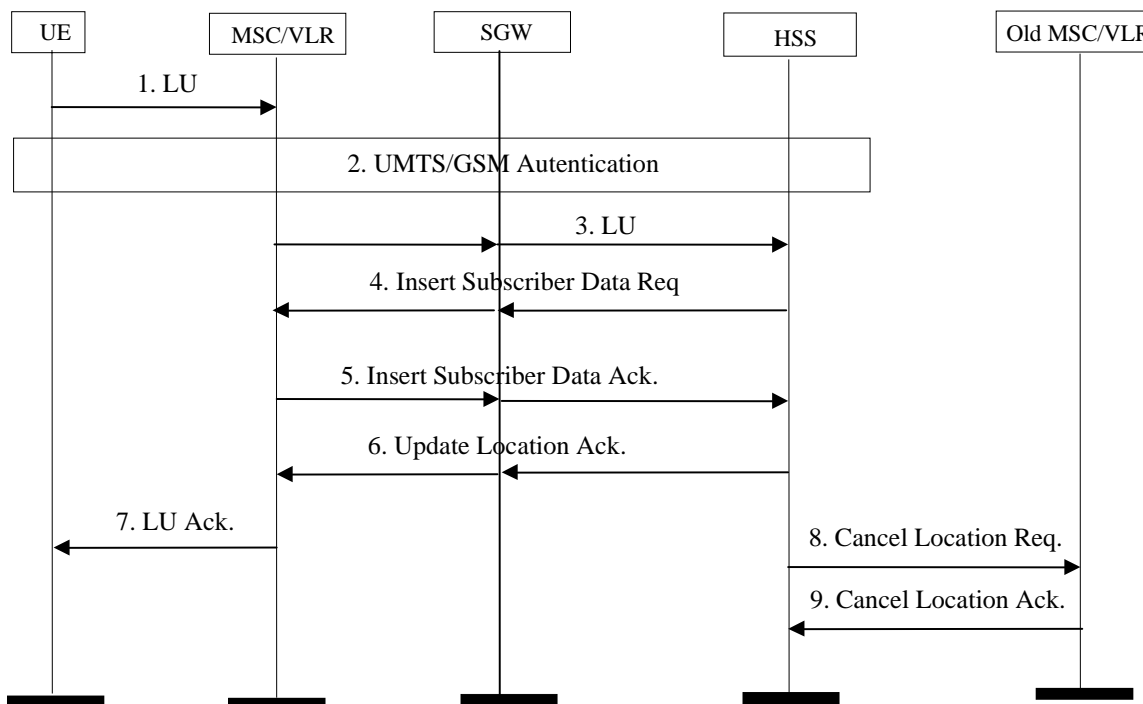 UE
MSC/VLR
SGW
HSS
Old MSC/VLR
1. LU
2. UMTS/GSM Autentication
3. LU
4. Insert Subscriber Data Req
5. Insert Subscriber Data Ack.
6. Update Location Ack.
7. LU Ack.
8. Cancel Location Req.
9. Cancel Location Ack.